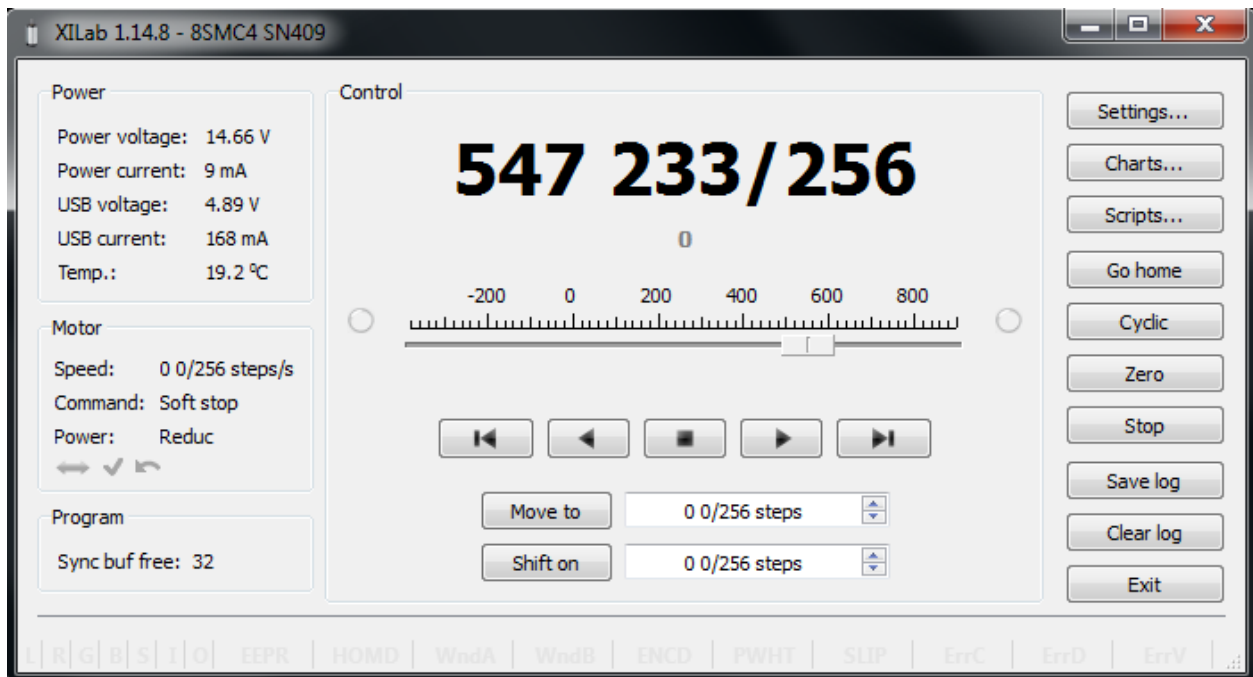 XILab 1.14.8 - 8SMC4 SN409
Power
Power voltage: 14.66 V
Power current: 9 mA
USB voltage: 4.89 V
USB current: 168 mA
Temp.: 19.2 ºC
Motor
Speed: 0 0/256 steps/s
Command: Soft stop
Power: Reduc
Program
Sync buf free: 32
Control
547 233/256
0
-200 0 200 400 600 800
Move to 0 0/256 steps
Shift on 0 0/256 steps
Settings...
Charts...
Scripts...
Go home
Cyclic
Zero
Stop
Save log
Clear log
Exit
L R G B S I O EEPR HOMD WndA WndB ENCD PWHT SLIP ErrC ErrD ErrV